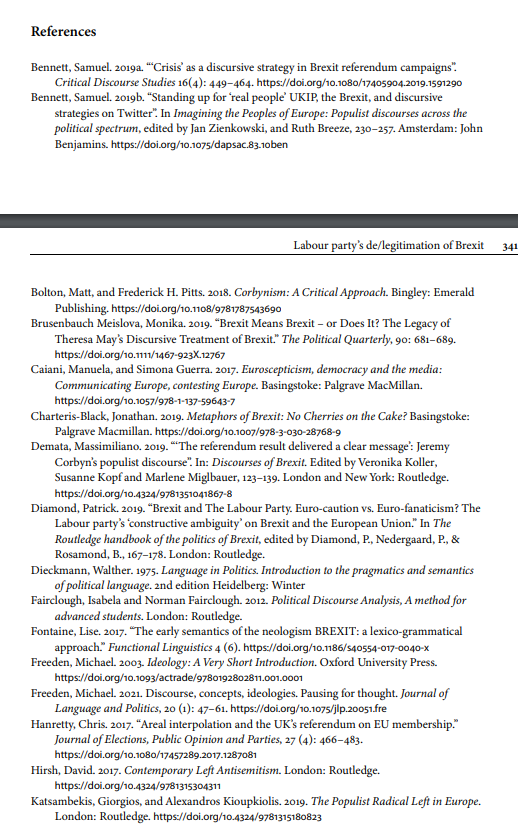 References
Bennett, Samuel. 2019a. “‘Crisis’ as a discursive strategy in Brexit referendum campaigns”.
Critical Discourse Studies 16(4): 449–464. https://doi.org/10.1080/17405904.2019.1591290
Bennett, Samuel. 2019b. “Standing up for ‘real people’ UKIP, the Brexit, and discursive
strategies on Twitter”. In Imagining the Peoples of Europe: Populist discourses across the
political spectrum, edited by Jan Zienkowski, and Ruth Breeze, 230–257. Amsterdam: John
Benjamins. https://doi.org/10.1075/dapsac.83.10ben
Labour party’s de/legitimation of Brexit 341
Bolton, Matt, and Frederick H. Pitts. 2018. Corbynism: A Critical Approach. Bingley: Emerald
Publishing. https://doi.org/10.1108/9781787543690
Brusenbauch Meislova, Monika. 2019. “Brexit Means Brexit – or Does It? The Legacy of
Theresa May’s Discursive Treatment of Brexit.” The Political Quarterly, 90: 681–689.
https://doi.org/10.1111/1467-923X.12767
Caiani, Manuela, and Simona Guerra. 2017. Euroscepticism, democracy and the media:
Communicating Europe, contesting Europe. Basingstoke: Palgrave MacMillan.
https://doi.org/10.1057/978-1-137-59643-7
Charteris-Black, Jonathan. 2019. Metaphors of Brexit: No Cherries on the Cake? Basingstoke:
Palgrave Macmillan. https://doi.org/10.1007/978-3-030-28768-9
Demata, Massimiliano. 2019. “‘The referendum result delivered a clear message’: Jeremy
Corbyn’s populist discourse”. In: Discourses of Brexit. Edited by Veronika Koller,
Susanne Kopf and Marlene Miglbauer, 123–139. London and New York: Routledge.
https://doi.org/10.4324/9781351041867-8
Diamond, Patrick. 2019. “Brexit and The Labour Party. Euro-caution vs. Euro-fanaticism? The
Labour party’s ‘constructive ambiguity’ on Brexit and the European Union.” In The
Routledge handbook of the politics of Brexit, edited by Diamond, P., Nedergaard, P., &
Rosamond, B., 167–178. London: Routledge.
Dieckmann, Walther. 1975. Language in Politics. Introduction to the pragmatics and semantics
of political language. 2nd edition Heidelberg: Winter
Fairclough, Isabela and Norman Fairclough. 2012. Political Discourse Analysis, A method for
advanced students. London: Routledge.
Fontaine, Lise. 2017. “The early semantics of the neologism BREXIT: a lexico-grammatical
approach.” Functional Linguistics 4 (6). https://doi.org/10.1186/s40554-017-0040-x
Freeden, Michael. 2003. Ideology: A Very Short Introduction. Oxford University Press.
https://doi.org/10.1093/actrade/9780192802811.001.0001
Freeden, Michael. 2021. Discourse, concepts, ideologies. Pausing for thought. Journal of
Language and Politics, 20 (1): 47–61. https://doi.org/10.1075/jlp.20051.fre
Hanretty, Chris. 2017. “Areal interpolation and the UK’s referendum on EU membership.”
Journal of Elections, Public Opinion and Parties, 27 (4): 466–483.
https://doi.org/10.1080/17457289.2017.1287081
Hirsh, David. 2017. Contemporary Left Antisemitism. London: Routledge.
https://doi.org/10.4324/9781315304311
Katsambekis, Giorgios, and Alexandros Kioupkiolis. 2019. The Populist Radical Left in Europe.
London: Routledge. https://doi.org/10.4324/9781315180823